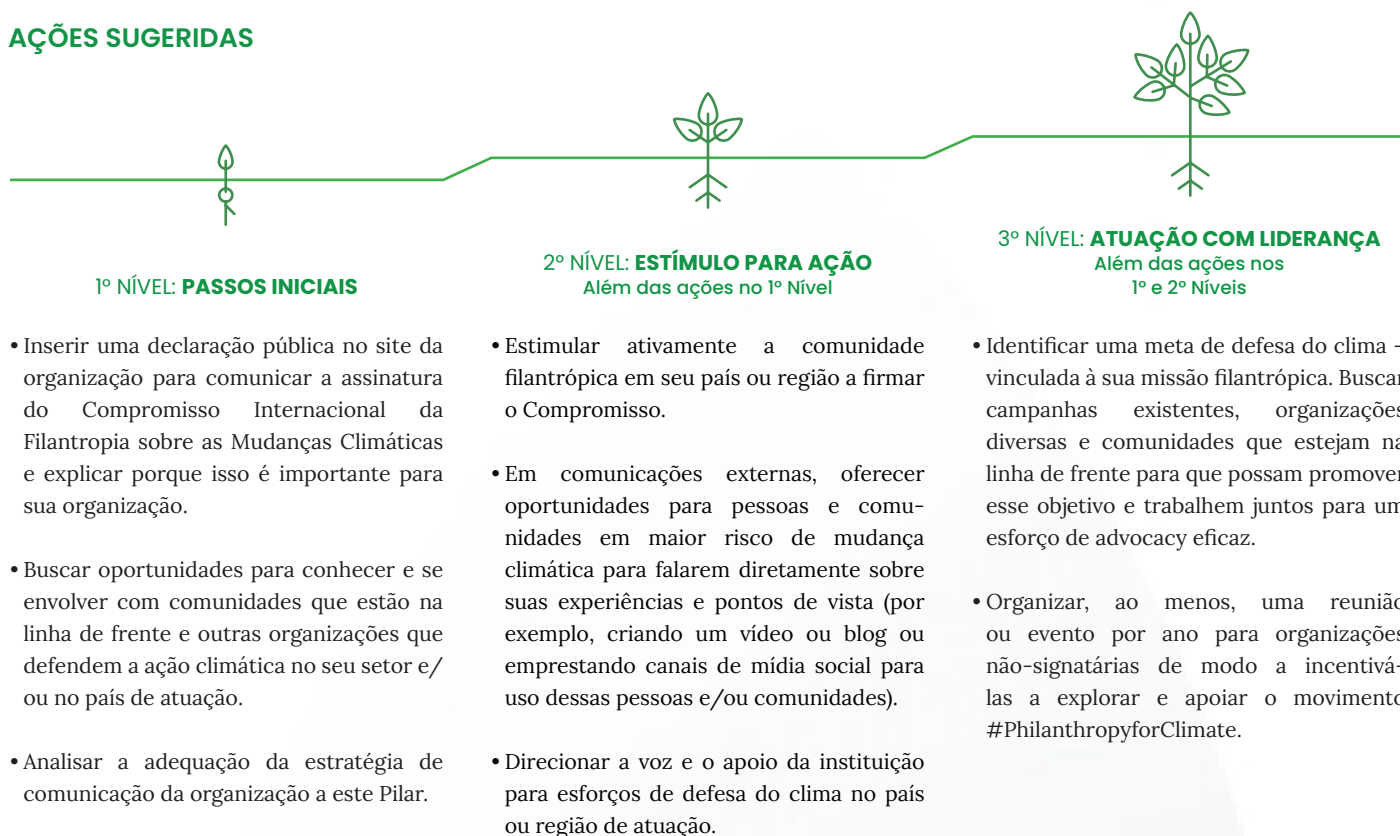 AÇÕES SUGERIDAS
1º NÍVEL: PASSOS INICIAIS
• Inserir uma declaração pública no site da
organização para comunicar a assinatura
do Compromisso Internacional da
Filantropia sobre as Mudanças Climáticas
e explicar porque isso é importante para
sua organização.
• Buscar oportunidades para conhecer e se
envolver com comunidades que estão na
linha de frente e outras organizações que
defendem a ação climática no seu setor e/
ou no país de atuação.
• Analisar a adequação da estratégia de
comunicação da organização a este Pilar.
2º NÍVEL: ESTÍMULO PARA AÇÃO
Além das ações no 1º Nível
• Estimular ativamente a comunidade
filantrópica em seu país ou região a firmar
o Compromisso.
• Em comunicações externas, oferecer
oportunidades para pessoas e comu-
nidades em maior risco de mudança
climática para falarem diretamente sobre
suas experiências e pontos de vista (por
exemplo, criando um vídeo ou blog ou
emprestando canais de mídia social para
uso dessas pessoas e/ou comunidades).
• Direcionar a voz e o apoio da instituição
para esforços de defesa do clima no país
ou região de atuação.
3º NÍVEL: ATUAÇÃO COM LIDERANÇA
Além das ações nos
1º e 2º Níveis
• Identificar uma meta de defesa do clima -
vinculada à sua missão filantrópica. Buscar
campanhas existentes, organizações
diversas e comunidades que estejam na
linha de frente para que possam promover
esse objetivo e trabalhem juntos para um
esforço de advocacy eficaz.
• Organizar, ao menos, uma reunião
ou evento por ano para organizações
não-signatárias de modo a incentivá-
las a explorar e apoiar o movimento
#PhilanthropyforClimate.